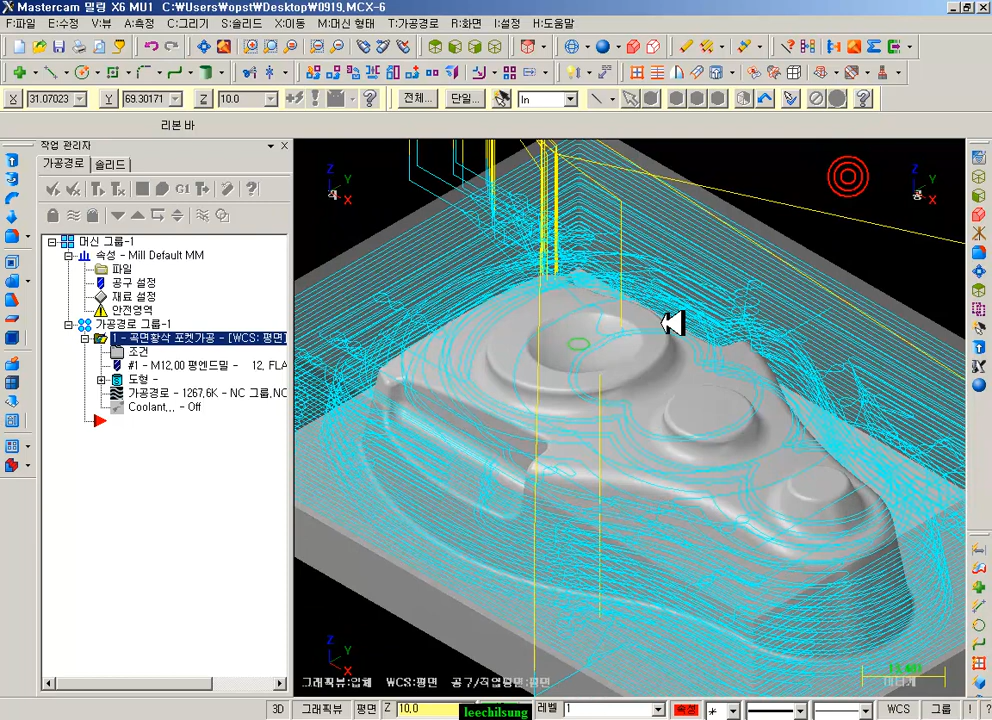 Mastercam 밀링 X6 MU1 C:₩Users₩opst₩Desktop₩0919,MCX-6
F:파일 E:수정 V:뷰 A:측정 C:그리기 S:솔리드 X:이동 M:머신 형태 T:가공경로 R:화면 I:설정 H:도움말
X 31.07023 Y 69.30171 Z 10.0 전체... 단일... In
리본 바
작업 관리자
가공경로 솔리드
G1
머신 그룹-1
속성 - Mill Default MM
파일
공구 설정
재료 설정
안전영역
가공경로 그룹-1
1 - 곡면황삭 포켓가공 - [WCS: 평면]
조건
#1 - M12,00 평엔드밀 - 12, FLA
도형 -
가공경로 - 1267,6K - NC 그룹,NC
Coolant,,, - Off
Z Y X
Z Y X
Z Y X
그래픽뷰:입체 WCS:평면 공구/작업평면:평면
13,401
미터계
3D 그래픽뷰 평면 Z 10,0 레벨 1 속성 WCS 그룹 ! ?
leechilsung